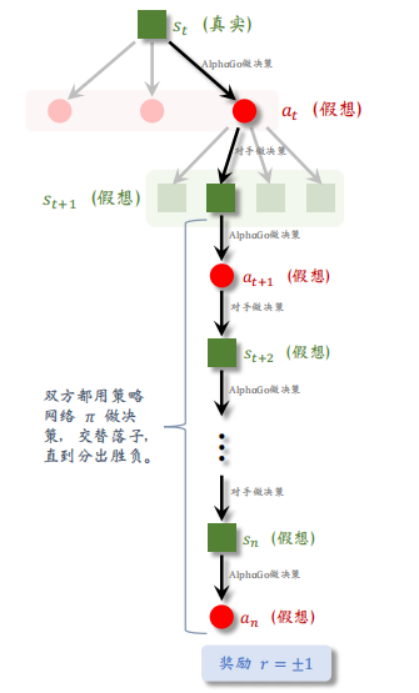 s_t (真实)
AlphaGo做决策
a_t (假想)
对手做决策
s_{t+1} (假想)
AlphaGo做决策
a_{t+1} (假想)
对手做决策
s_{t+2} (假想)
AlphaGo做决策
双方都用策略
网络 π 做决
策，交替落子，
直到分出胜负。
对手做决策
s_n (假想)
AlphaGo做决策
a_n (假想)
奖励 r = ±1